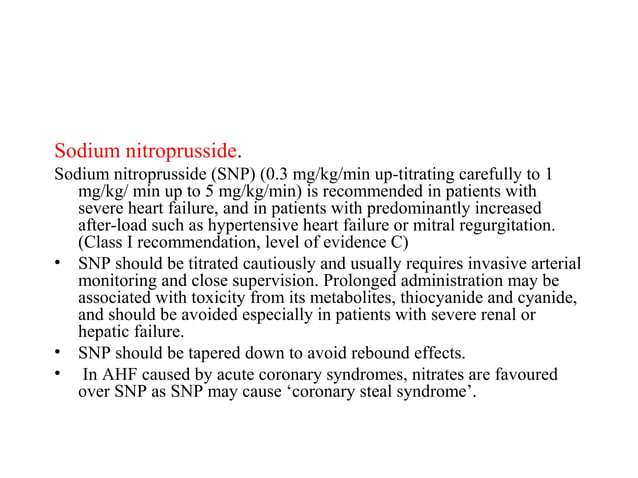 Sodium nitroprusside.
Sodium nitroprusside (SNP) (0.3 mg/kg/min up-titrating carefully to 1
mg/kg/ min up to 5 mg/kg/min) is recommended in patients with
severe heart failure, and in patients with predominantly increased
after-load such as hypertensive heart failure or mitral regurgitation.
(Class I recommendation, level of evidence C)
• SNP should be titrated cautiously and usually requires invasive arterial
monitoring and close supervision. Prolonged administration may be
associated with toxicity from its metabolites, thiocyanide and cyanide,
and should be avoided especially in patients with severe renal or
hepatic failure.
• SNP should be tapered down to avoid rebound effects.
• In AHF caused by acute coronary syndromes, nitrates are favoured
over SNP as SNP may cause ‘coronary steal syndrome’.